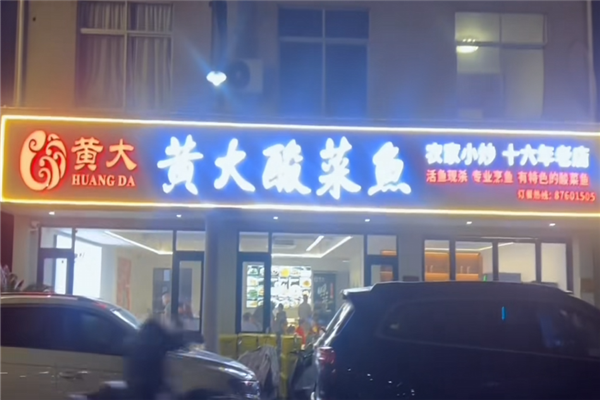 黄大
HUANG DA
黄大酸菜鱼
农家小炒 十六年老店
活鱼现杀 专业烹鱼 有特色的酸菜鱼
订餐热线：87601505